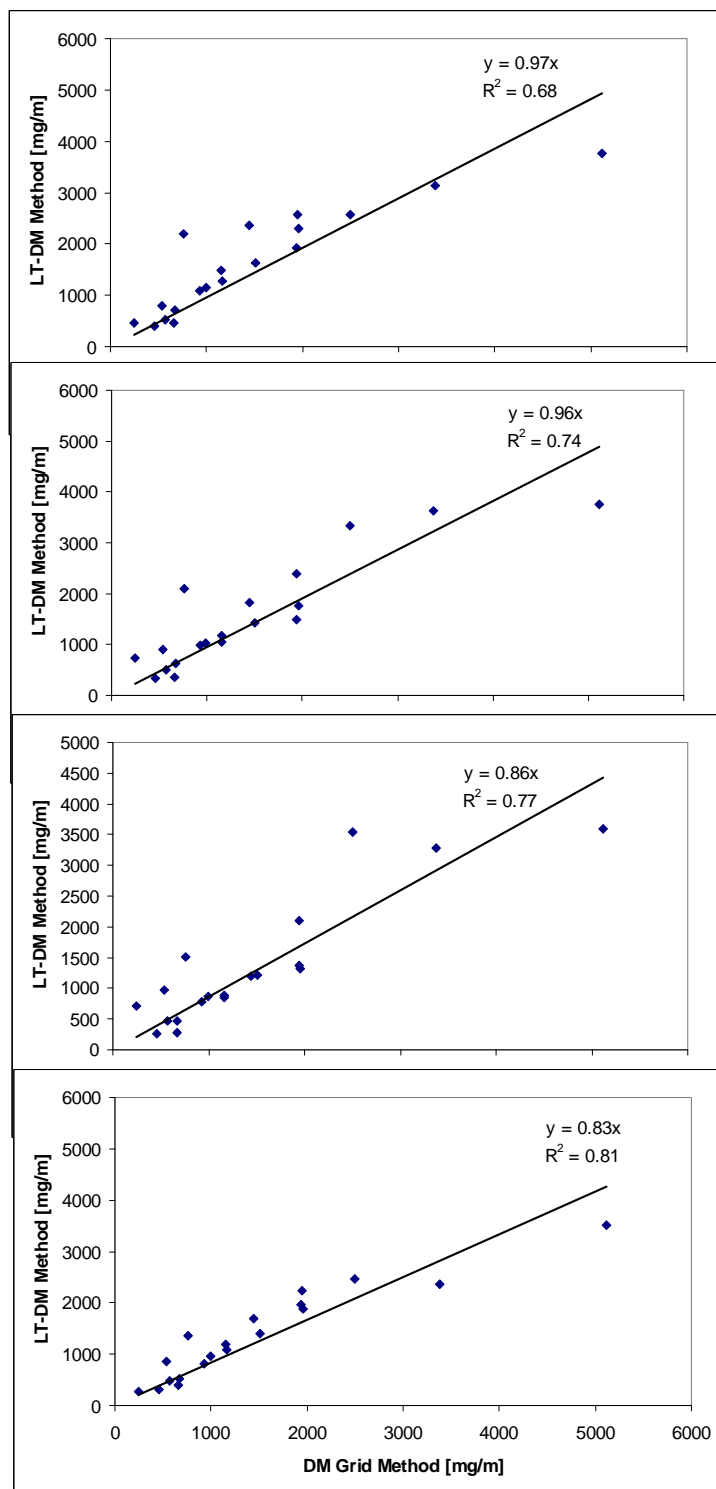 6000
5000
4000
3000
2000
1000
0
LT-DM Method [mg/m]
y = 0.97x
R² = 0.68
6000
5000
4000
3000
2000
1000
0
LT-DM Method [mg/m]
y = 0.96x
R² = 0.74
5000
4500
4000
3500
3000
2500
2000
1500
1000
500
0
LT-DM Method [mg/m]
y = 0.86x
R² = 0.77
6000
5000
4000
3000
2000
1000
0
LT-DM Method [mg/m]
y = 0.83x
R² = 0.81
0 1000 2000 3000 4000 5000 6000
DM Grid Method [mg/m]